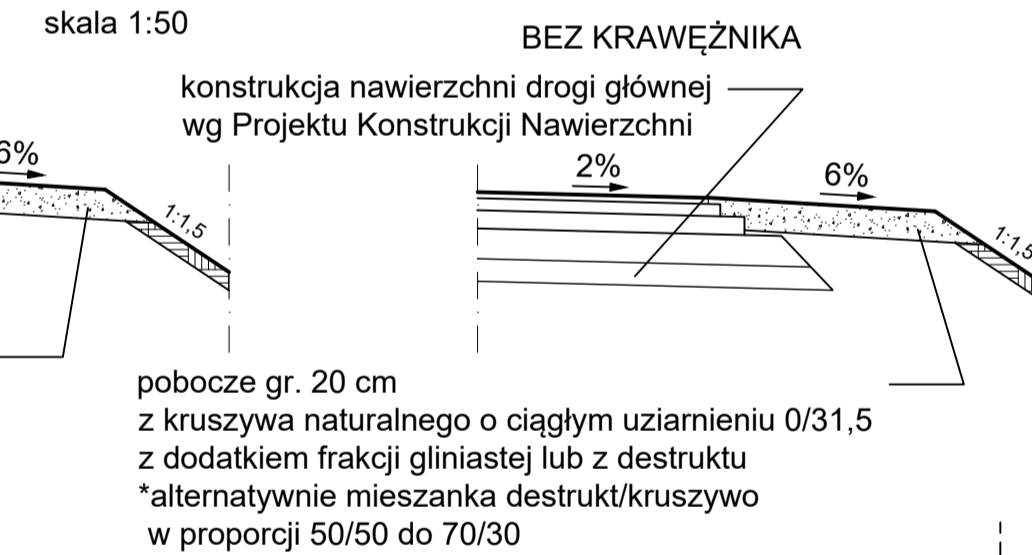 skala 1:50
BEZ KRAWĘŻNIKA
konstrukcja nawierzchni drogi głównej
wg Projektu Konstrukcji Nawierzchni
6%
2%
6%
1:1,5
1:1,5
pobocze gr. 20 cm
z kruszywa naturalnego o ciągłym uziarnieniu 0/31,5
z dodatkiem frakcji gliniastej lub z destruktu
*alternatywnie mieszanka destrukt/kruszywo
w proporcji 50/50 do 70/30